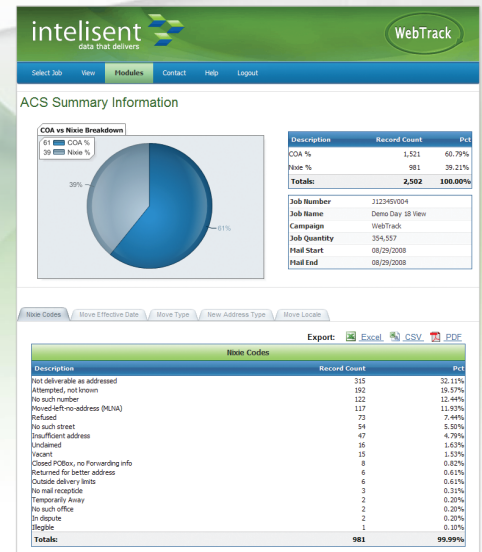 intelisent
data that delivers
WebTrack
Select Job View Modules Contact Help Logout
ACS Summary Information
COA vs Nixie Breakdown
61 COA %
39 Nixie %
39%
61%
Description Record Count Pct
COA % 1,521 60.79%
Nixie % 981 39.21%
Totals: 2,502 100.00%
Job Number J12345V004
Job Name Demo Day 18 View
Campaign WebTrack
Job Quantity 354,557
Mail Start 08/29/2008
Mail End 08/29/2008
Nixie Codes Move Effective Date Move Type New Address Type Move Locale
Export: Excel CSV PDF
Nixie Codes
Description Record Count Pct
Not deliverable as addressed 315 32.11%
Attempted, not known 192 19.57%
No such number 122 12.44%
Moved-left-no-address (MLNA) 117 11.93%
Refused 73 7.44%
No such street 54 5.50%
Insufficient address 47 4.79%
Undaimed 16 1.63%
Vacant 15 1.53%
Closed POBox, no Forwarding info 8 0.82%
Returned for better address 6 0.61%
Outside delivery limits 6 0.61%
No mail recepticle 3 0.31%
Temporarily Away 2 0.20%
No such office 2 0.20%
In dispute 2 0.20%
Illegible 1 0.10%
Totals: 981 99.99%